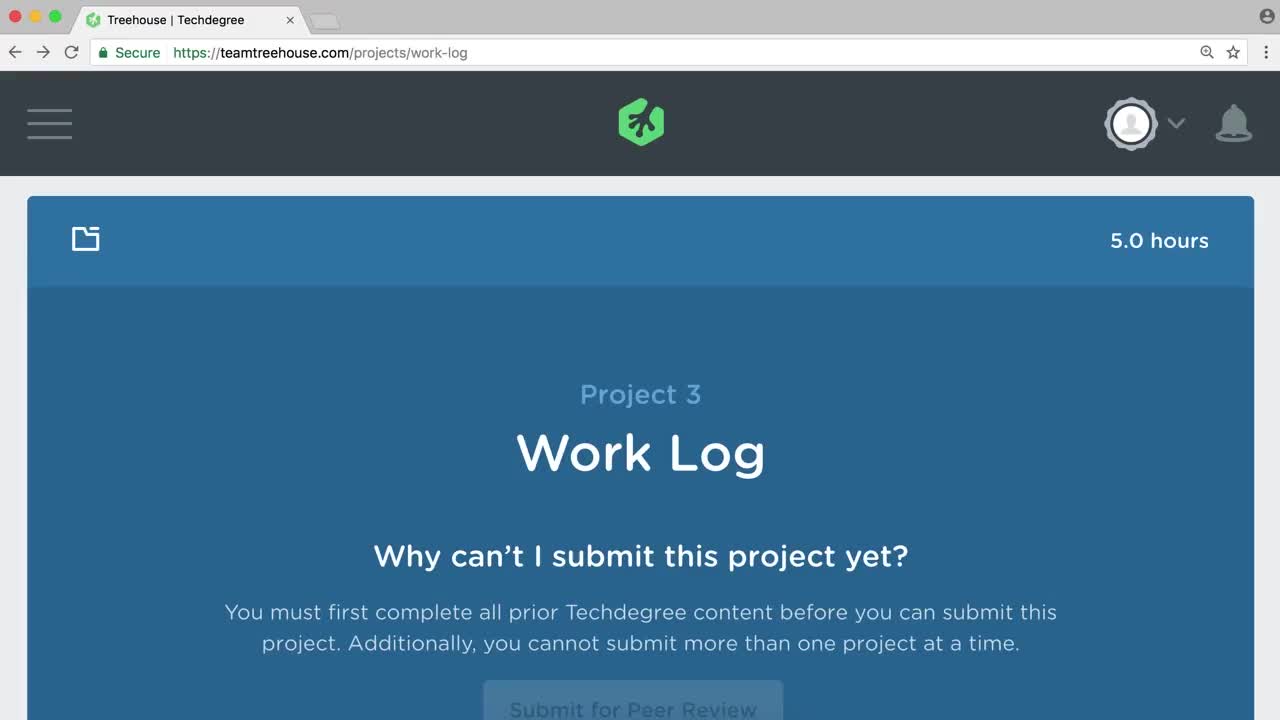 Treehouse | Techdegree
Secure https://teamtreehouse.com/projects/work-log
5.0 hours
Project 3
Work Log
Why can’t I submit this project yet?
You must first complete all prior Techdegree content before you can submit this
project. Additionally, you cannot submit more than one project at a time.
Submit for Peer Review